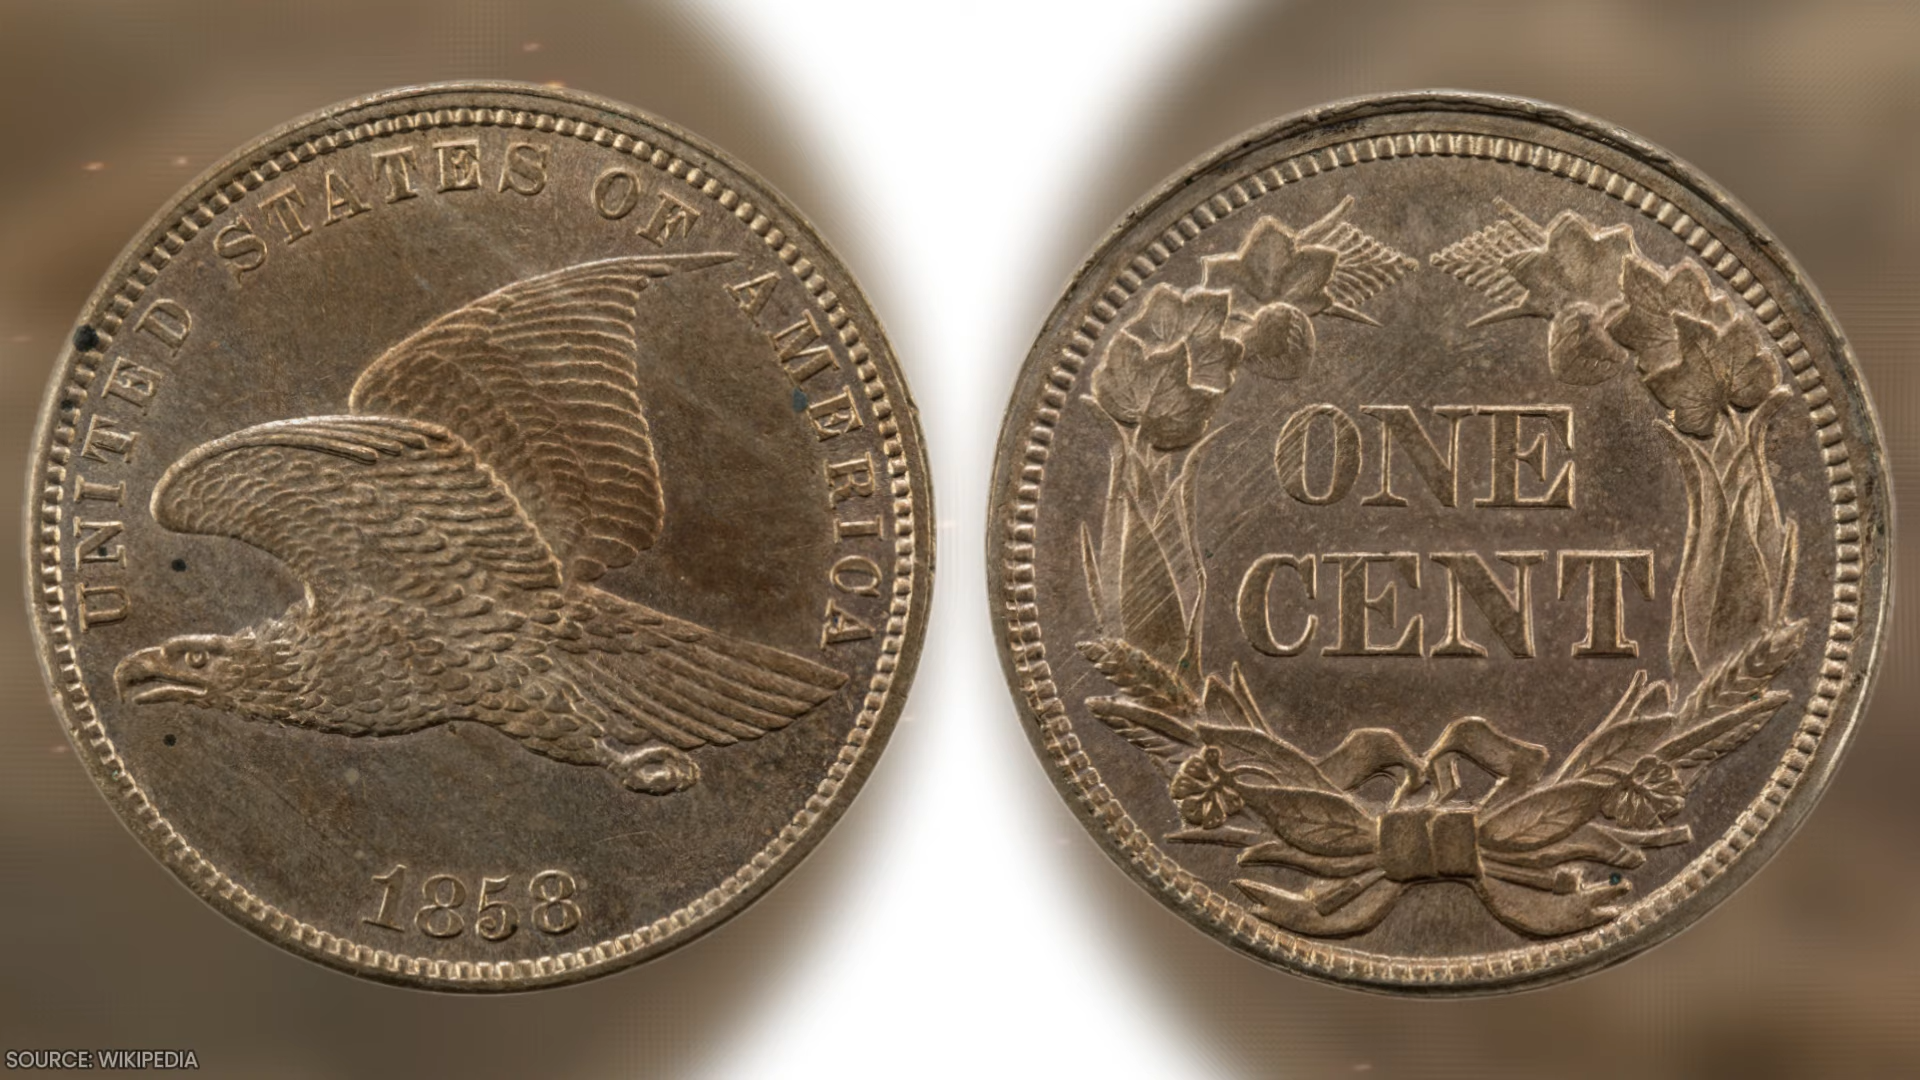 UNITED STATES OF AMERICA
1858
ONE
CENT
SOURCE: WIKIPEDIA